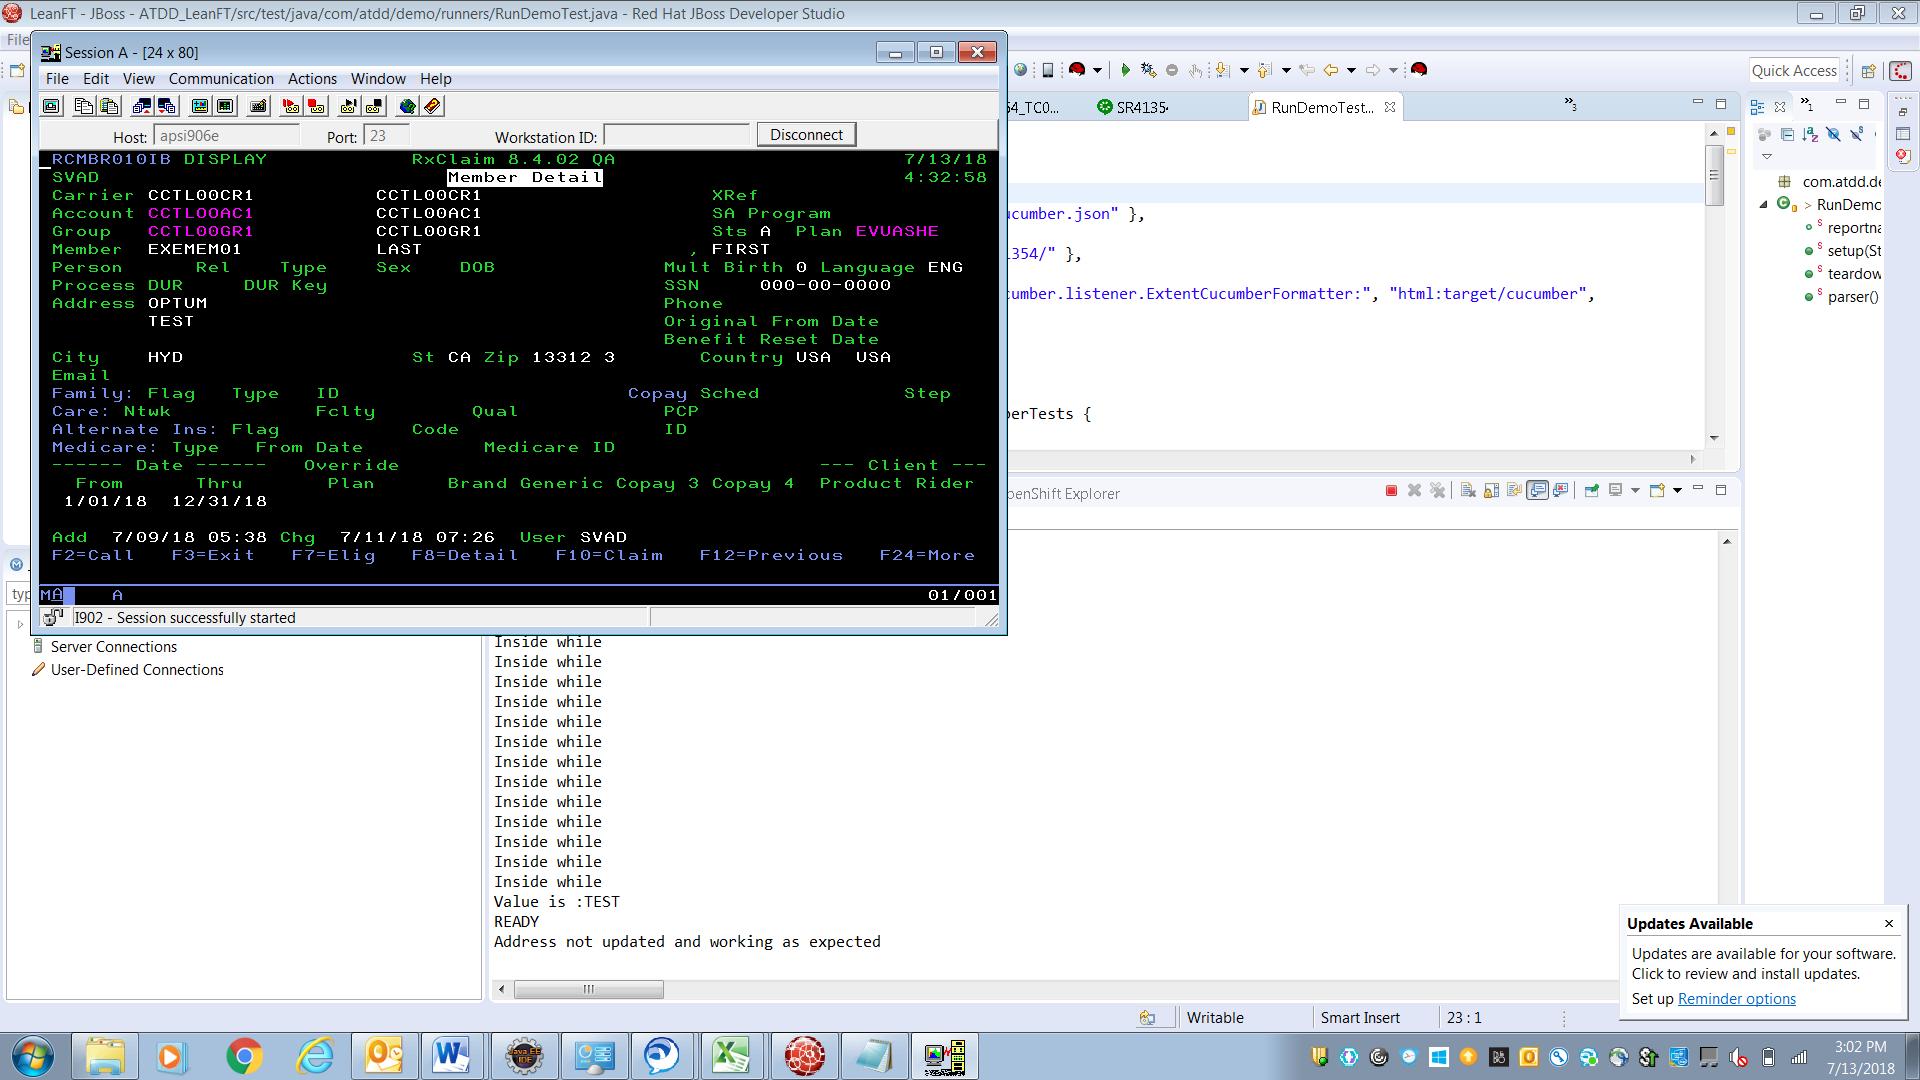 LeanFT - JBoss - ATDD_LeanFT/src/test/java/com/atdd/demo/runners/RunDemoTest.java - Red Hat JBoss Developer Studio
File
Session A - [24 x 80]
File Edit View Communication Actions Window Help
Quick Access
54_TC0...
SR4135
RunDemoTest...
3
1
Host: apsi906e Port: 23 Workstation ID: Disconnect
RCMBR010IB DISPLAY RxClaim 8.4.02 QA 7/13/18
SVAD Member Detail 4:32:58
Carrier CCTL00CR1 CCTL00CR1 XRef
Account CCTL00AC1 CCTL00AC1 SA Program
Group CCTL00GR1 CCTL00GR1 Sts A Plan EVUASHE
Member EXEMEM01 LAST , FIRST
Person Rel Type Sex DOB Mult Birth 0 Language ENG
Process DUR DUR Key SSN 000-00-0000
Address OPTUM Phone
TEST Original From Date
Benefit Reset Date
City HYD St CA Zip 13312 3 Country USA USA
Email
Family: Flag Type ID Copay Sched Step
Care: Ntwk Fclty Qual PCP
Alternate Ins: Flag Code ID
Medicare: Type From Date Medicare ID
------ Date ------ Override --- Client ---
From Thru Plan Brand Generic Copay 3 Copay 4 Product Rider
1/01/18 12/31/18
Add 7/09/18 05:38 Chg 7/11/18 07:26 User SVAD
F2=Call F3=Exit F7=Elig F8=Detail F10=Claim F12=Previous F24=More
MA A 01/001
I902 - Session successfully started
ucumber.json" },
354/" },
cumber.listener.ExtentCucumberFormatter:", "html:target/cucumber",
berTests {
com.atdd.de
> RunDemo
reportna
setup(St
teardow
parser()
penShift Explorer
typ
Server Connections
User-Defined Connections
Inside while
Inside while
Inside while
Inside while
Inside while
Inside while
Inside while
Inside while
Inside while
Inside while
Inside while
Inside while
Inside while
Value is :TEST
READY
Address not updated and working as expected
Updates Available
Updates are available for your software.
Click to review and install updates.
Set up Reminder options
Writable Smart Insert 23 : 1
Java EE
IDE
3:02 PM
7/13/2018